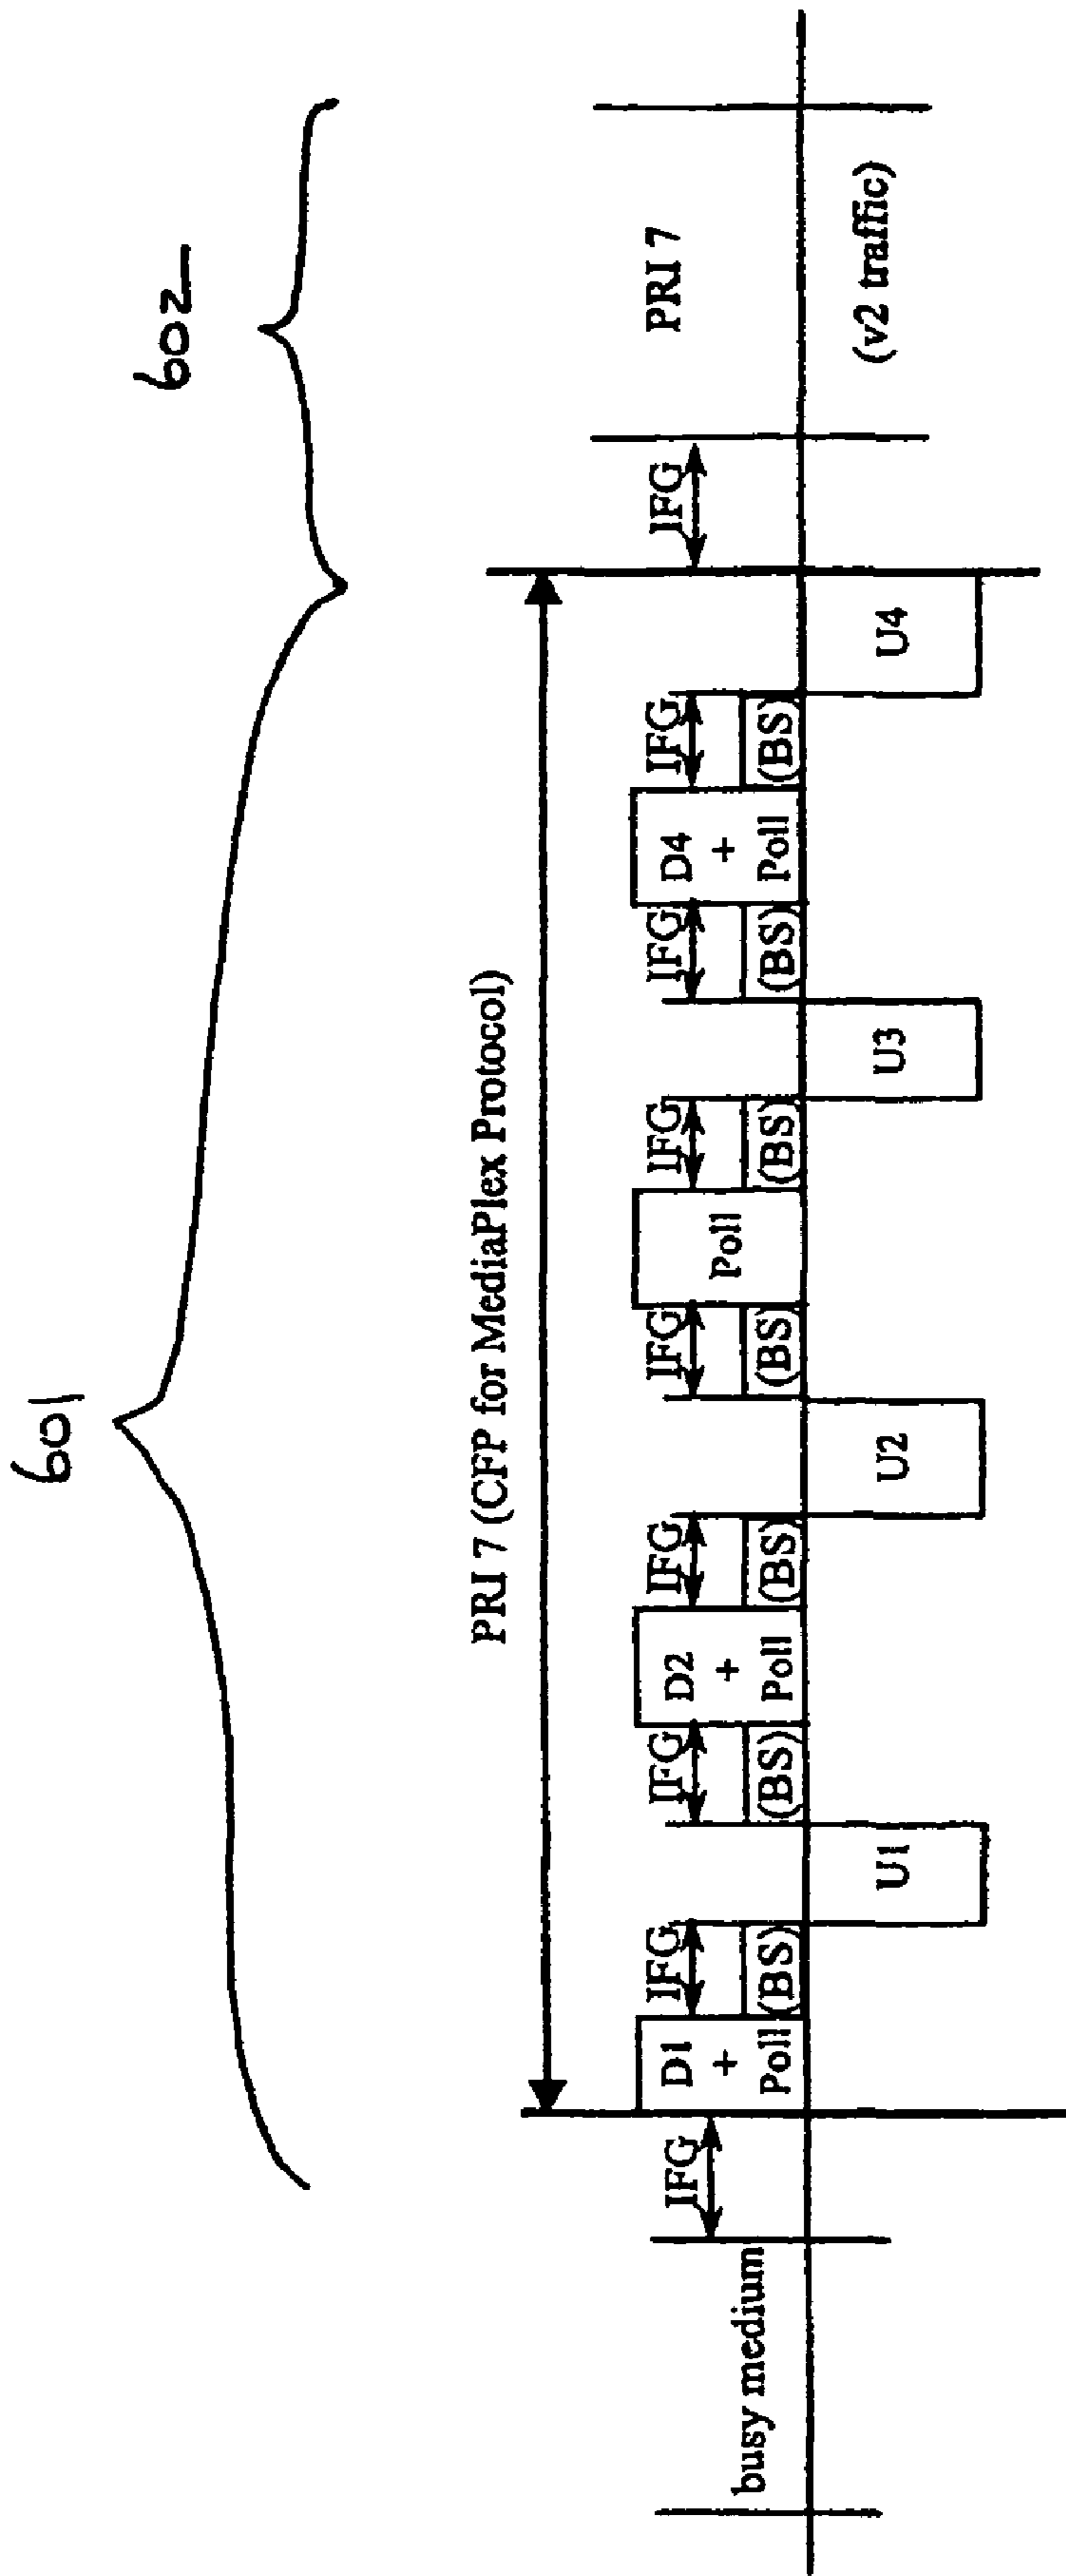 601
602
PRI 7 (CFP for MediaPlex Protocol)
busy medium
IFG
D1
+
Poll
IFG
(BS)
U1
IFG
(BS)
D2
+
Poll
IFG
(BS)
U2
IFG
(BS)
Poll
IFG
(BS)
U3
IFG
(BS)
D4
+
Poll
IFG
(BS)
U4
IFG
PRI 7
(v2 traffic)